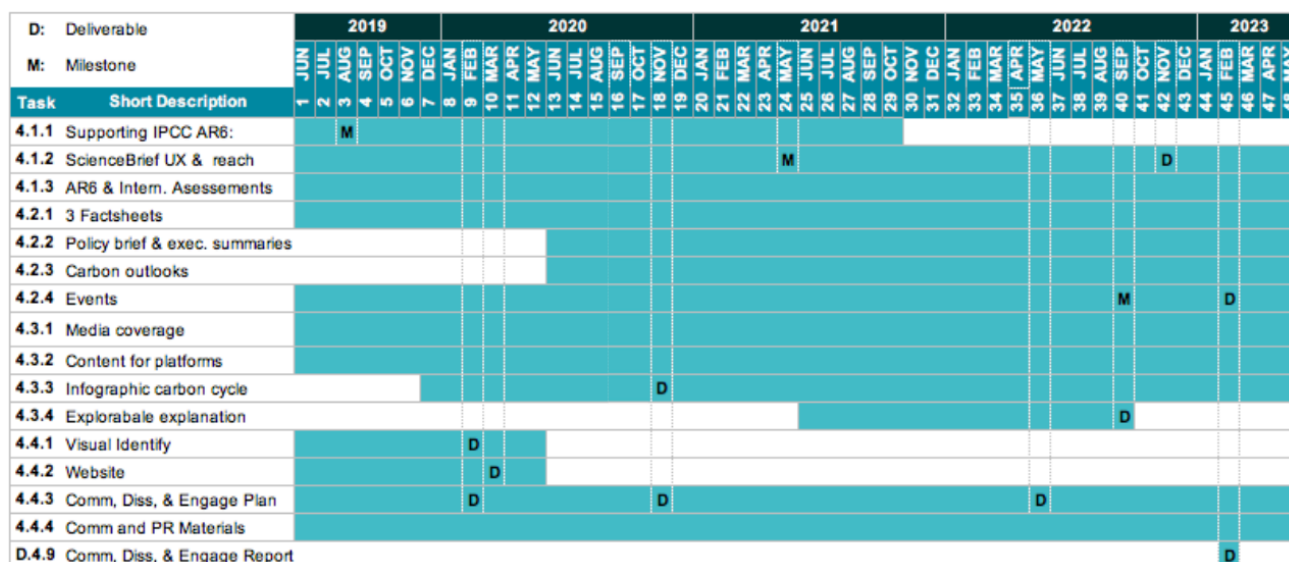 D: Deliverable 2019 2020 2021 2022 2023
M: Milestone JUN JUL AUG SEP OCT NOV DEC JAN FEB MAR APR MAY JUN JUL AUG SEP OCT NOV DEC JAN FEB MAR APR MAY JUN JUL AUG SEP OCT NOV DEC JAN FEB MAR APR MAY JUN JUL AUG SEP OCT NOV DEC JAN FEB MAR APR MAY
Task Short Description 1 2 3 4 5 6 7 8 9 10 11 12 13 14 15 16 17 18 19 20 21 22 23 24 25 26 27 28 29 30 31 32 33 34 35 36 37 38 39 40 41 42 43 44 45 46 47 48
4.1.1 Supporting IPCC AR6: M
4.1.2 ScienceBrief UX & reach M D
4.1.3 AR6 & Intern. Asessements
4.2.1 3 Factsheets
4.2.2 Policy brief & exec. summaries
4.2.3 Carbon outlooks
4.2.4 Events M D
4.3.1 Media coverage
4.3.2 Content for platforms
4.3.3 Infographic carbon cycle D
4.3.4 Explorabale explanation D
4.4.1 Visual Identify D
4.4.2 Website D
4.4.3 Comm, Diss, & Engage Plan D D D
4.4.4 Comm and PR Materials
D.4.9 Comm, Diss, & Engage Report D